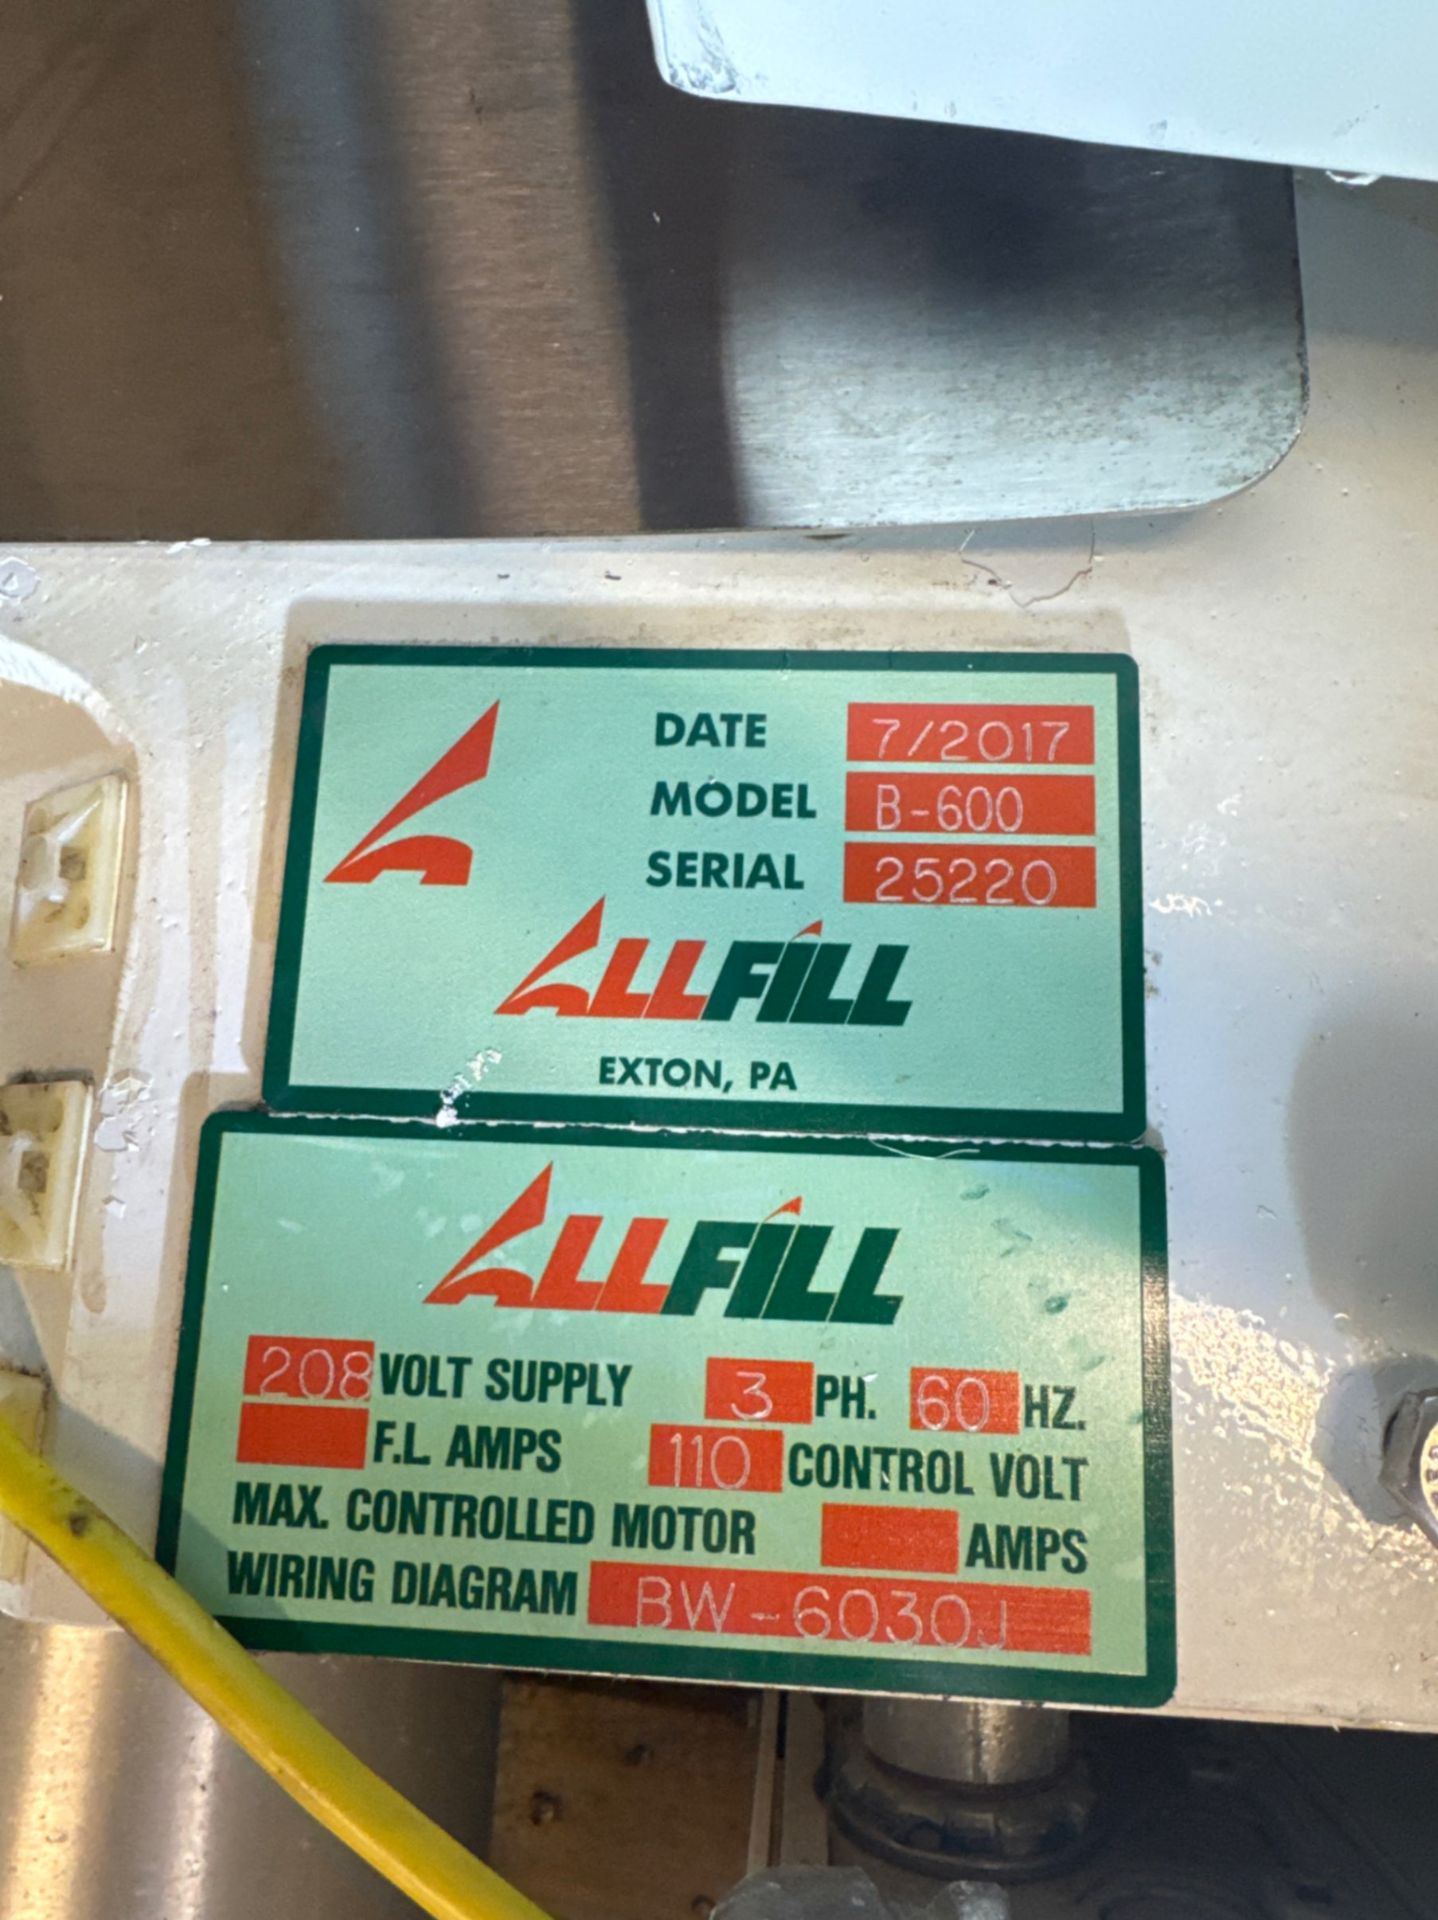 DATE 7/2017
MODEL B-600
SERIAL 25220
ALLFILL
EXTON, PA
ALLFILL
208 VOLT SUPPLY 3 PH. 60 HZ.
F.L. AMPS 110 CONTROL VOLT
MAX. CONTROLLED MOTOR AMPS
WIRING DIAGRAM BW-6030J